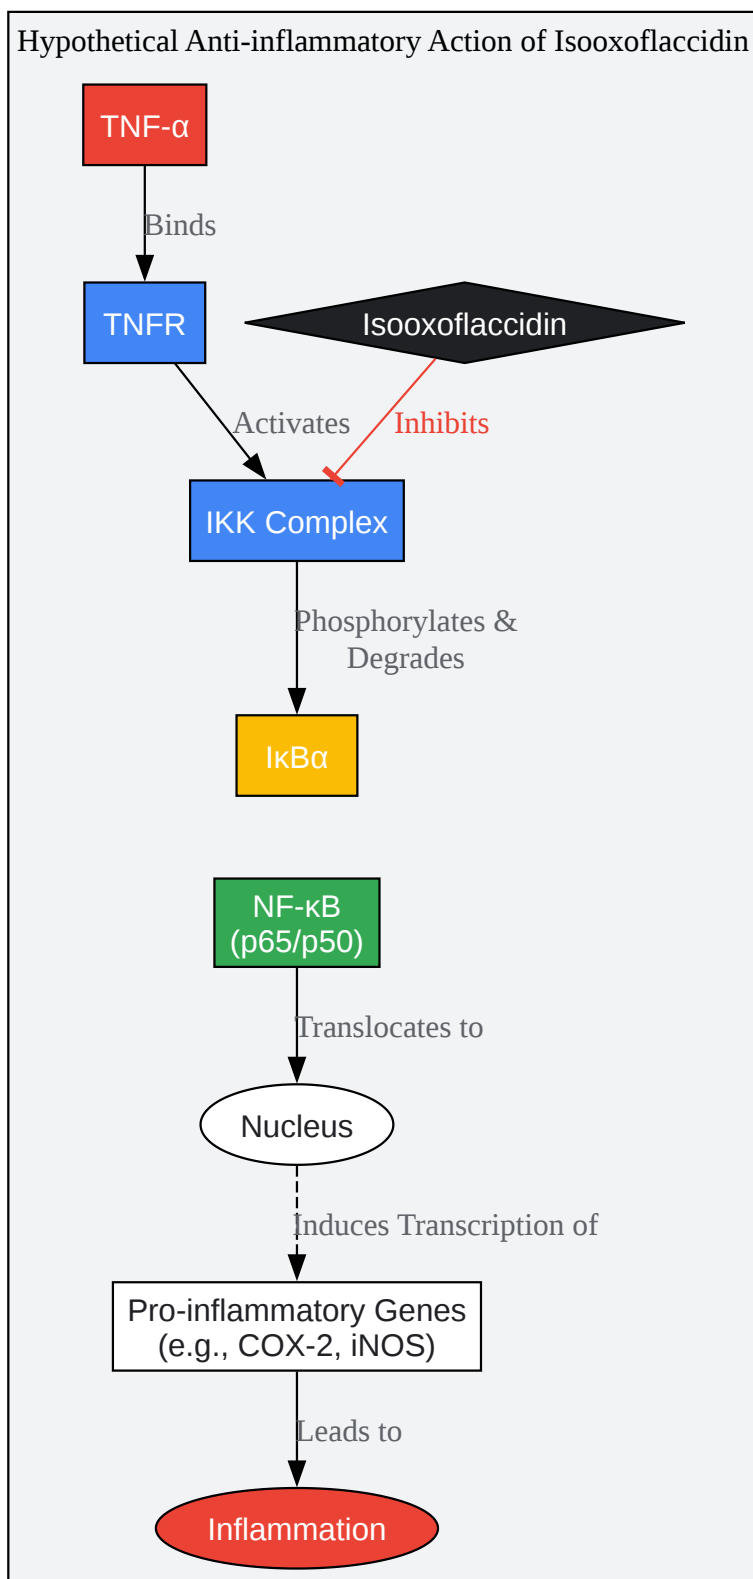 Hypothetical Anti-inflammatory Action of Isooxoflaccidin
TNF-α
Binds
TNFR
Isooxoflaccidin
Activates
Inhibits
IKK Complex
Phosphorylates &
Degrades
IκBα
NF-κB
(p65/p50)
Translocates to
Nucleus
Induces Transcription of
Pro-inflammatory Genes
(e.g., COX-2, iNOS)
Leads to
Inflammation